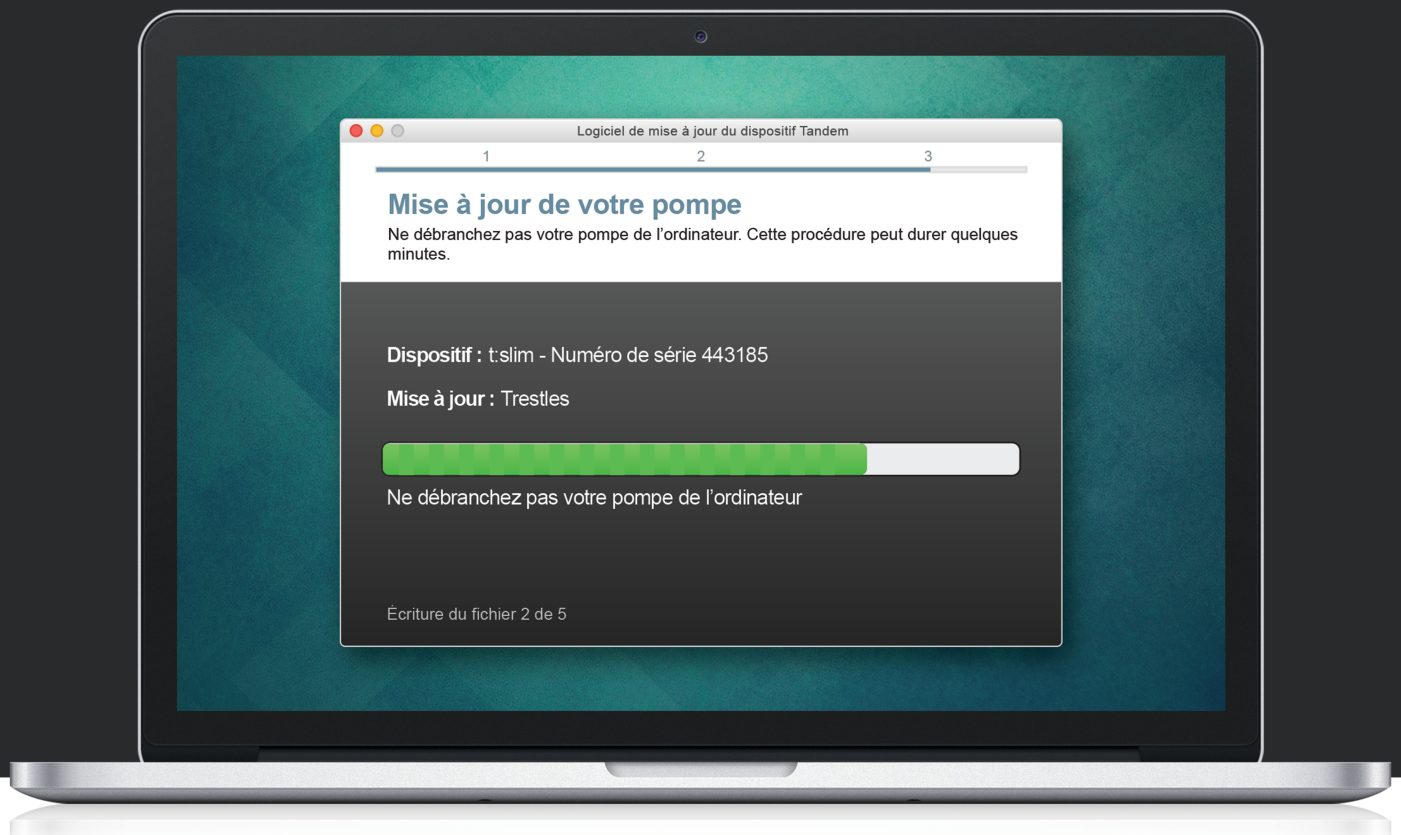 Logiciel de mise à jour du dispositif Tandem
1 2 3
Mise à jour de votre pompe
Ne débranchez pas votre pompe de l’ordinateur. Cette procédure peut durer quelques
minutes.
Dispositif : t:slim - Numéro de série 443185
Mise à jour : Trestles
Ne débranchez pas votre pompe de l’ordinateur
Écriture du fichier 2 de 5